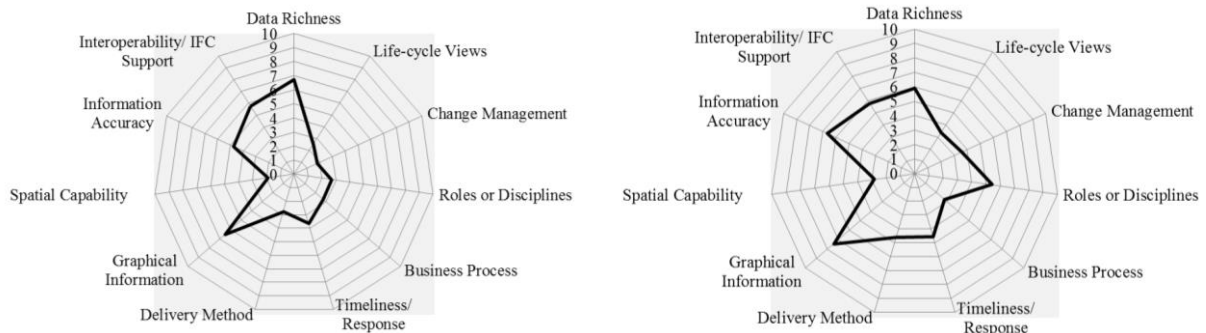 Data Richness
Interoperability/ IFC
Support
Life-cycle Views
Information
Accuracy
Change Management
Spatial Capability
Roles or Disciplines
Graphical
Information
Business Process
Delivery Method
Timeliness/
Response
10
9
8
7
6
5
4
3
2
1
0
Data Richness
Interoperability/ IFC
Support
Life-cycle Views
Information
Accuracy
Change Management
Spatial Capability
Roles or Disciplines
Graphical
Information
Business Process
Delivery Method
Timeliness/
Response
10
9
8
7
6
5
4
3
2
1
0